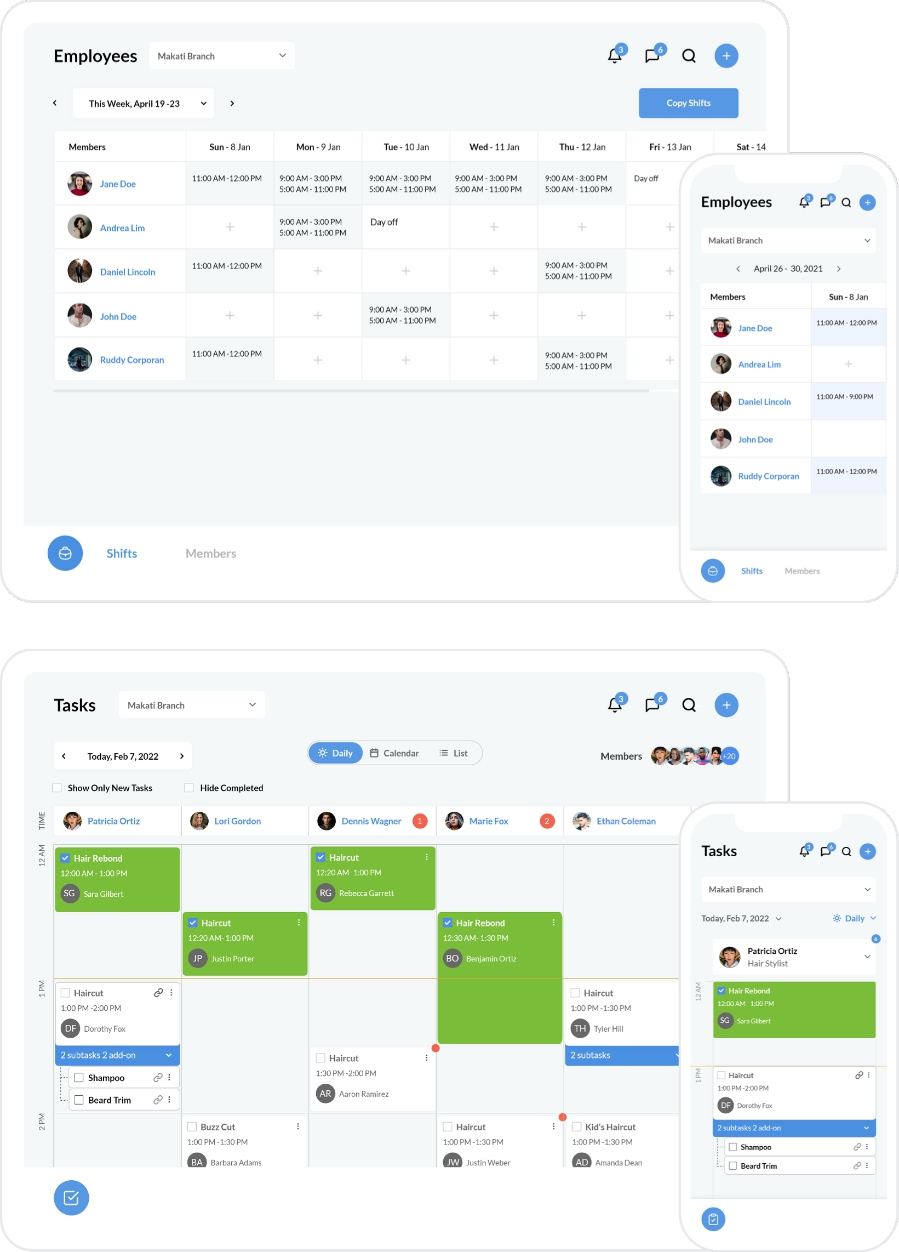 Employees
Makati Branch
3
6
This Week, April 19 -23
Copy Shifts
Members Sun - 8 Jan Mon - 9 Jan Tue - 10 Jan Wed - 11 Jan Thu - 12 Jan Fri - 13 Jan Sat - 14
Jane Doe 11:00 AM -12:00 PM 9:00 AM - 3:00 PM 9:00 AM - 3:00 PM 9:00 AM - 3:00 PM 9:00 AM - 3:00 PM Day off
5:00 AM - 11:00 PM 5:00 AM - 11:00 PM 5:00 AM - 11:00 PM 5:00 AM - 11:00 PM
Andrea Lim 9:00 AM - 3:00 PM Day off
5:00 AM - 11:00 PM
Daniel Lincoln 11:00 AM -12:00 PM 9:00 AM - 3:00 PM
5:00 AM - 11:00 PM
John Doe 9:00 AM - 3:00 PM
5:00 AM - 11:00 PM
Ruddy Corporan 11:00 AM -12:00 PM 9:00 AM - 3:00 PM
5:00 AM - 11:00 PM
Shifts Members
Employees
3
6
Makati Branch
April 26 - 30, 2021
Members Sun - 8 Jan
Jane Doe 11:00 AM - 12:00 PM
Andrea Lim
Daniel Lincoln 11:00 AM - 9:00 PM
John Doe
Ruddy Corporan 11:00 AM - 12:00 PM
Shifts Members
Tasks
Makati Branch
3
6
Today, Feb 7, 2022
Daily Calendar List
Members +20
Show Only New Tasks Hide Completed
TIME Patricia Ortiz Lori Gordon Dennis Wagner 1 Marie Fox 2 Ethan Coleman
12 AM
Hair Rebond
12:00 AM - 1:00 PM
SG Sara Gilbert
Haircut
12:20 AM 1:00 PM
RG Rebecca Garrett
Haircut
12:20 AM- 1:00 PM
JP Justin Porter
Hair Rebond
12:30 AM- 1:30 PM
BO Benjamin Ortiz
1 PM
Haircut
1:00 PM -2:00 PM
DF Dorothy Fox
2 subtasks 2 add-on
Shampoo
Beard Trim
Haircut
1:30 PM -2:00 PM
AR Aaron Ramirez
Haircut
1:00 PM -1:30 PM
TH Tyler Hill
2 subtasks
2 PM
Buzz Cut
1:00 PM -1:30 PM
BA Barbara Adams
Haircut
1:00 PM -1:30 PM
JW Justin Weber
Kid's Haircut
1:00 PM -1:30 PM
AD Amanda Dean
Tasks
3
6
Makati Branch
Today, Feb 7, 2022 Daily
6
Patricia Ortiz
Hair Stylist
12 AM
Hair Rebond
12:00 AM 1:00 PM
SG Sara Gilbert
1 PM
Haircut
1:00 PM -2:00 PM
DF Dorothy Fox
2 subtasks 2 add-on
Shampoo
Beard Trim